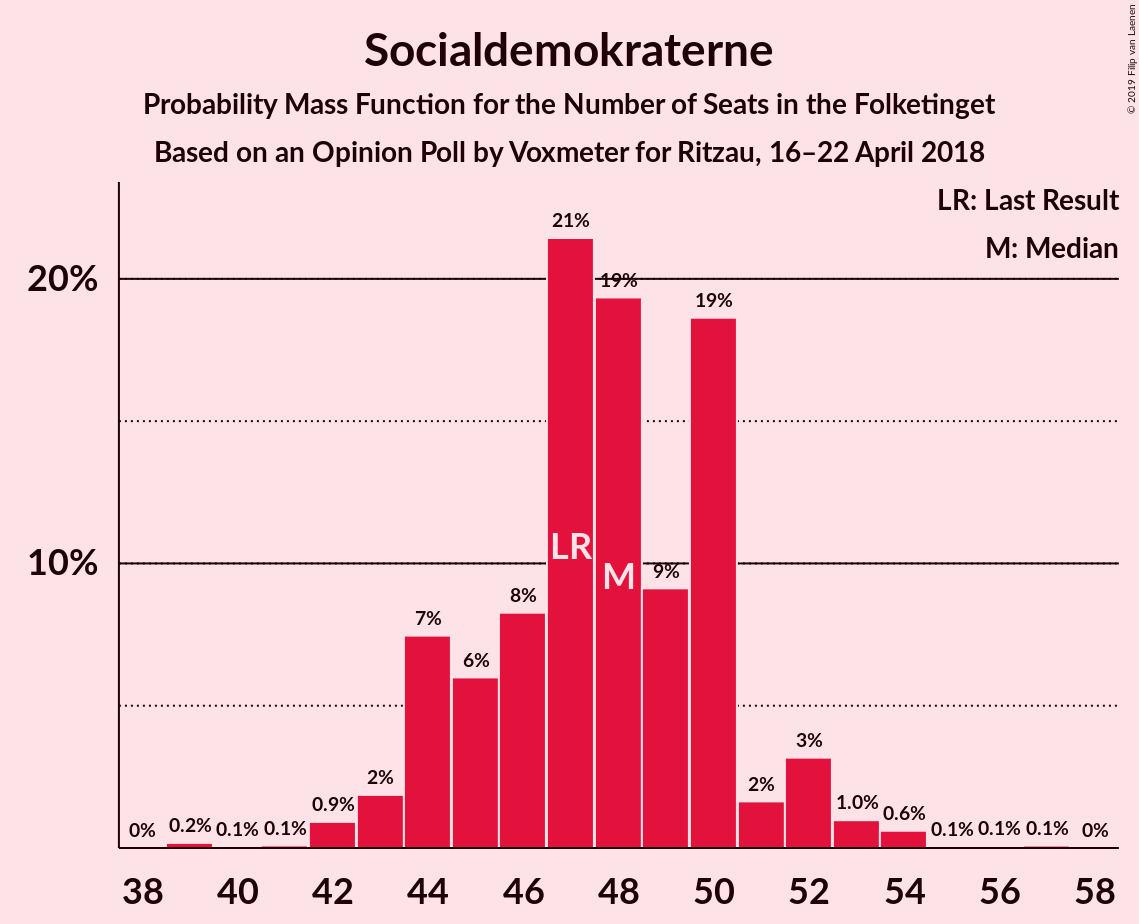 Socialdemokraterne
Probability Mass Function for the Number of Seats in the Folketinget
Based on an Opinion Poll by Voxmeter for Ritzau, 16–22 April 2018
© 2019 Filip van Laenen
LR: Last Result
M: Median
20%
10%
0%
0.2%
0.1%
0.1%
0.9%
2%
7%
6%
8%
21%
19%
9%
19%
2%
3%
1.0%
0.6%
0.1%
0.1%
0.1%
0%
LR
M
38 40 42 44 46 48 50 52 54 56 58